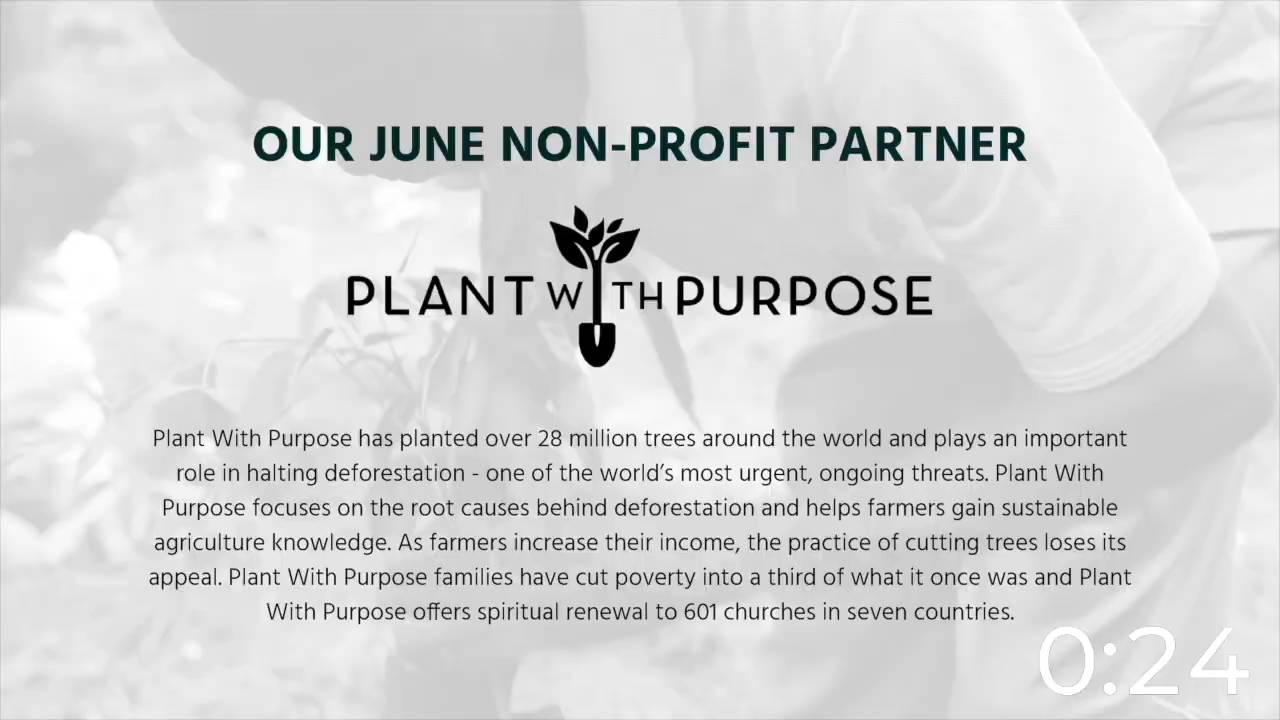 OUR JUNE NON-PROFIT PARTNER
PLANT WITH PURPOSE
Plant With Purpose has planted over 28 million trees around the world and plays an important
role in halting deforestation - one of the world's most urgent, ongoing threats. Plant With
Purpose focuses on the root causes behind deforestation and helps farmers gain sustainable
agriculture knowledge. As farmers increase their income, the practice of cutting trees loses its
appeal. Plant With Purpose families have cut poverty into a third of what it once was and Plant
With Purpose offers spiritual renewal to 601 churches in seven countries.
0:24